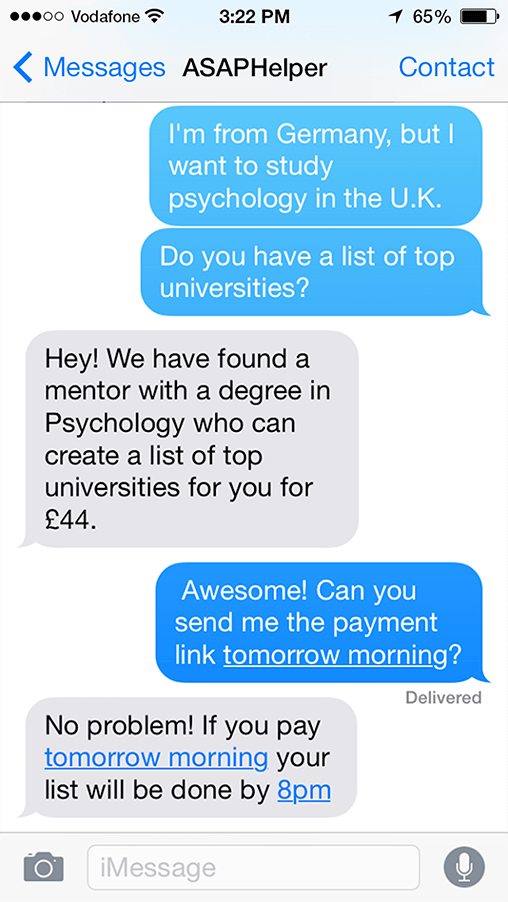 Vodafone 3:22 PM 65%
Messages ASAPHelper Contact
I'm from Germany, but I
want to study
psychology in the U.K.
Do you have a list of top
universities?
Hey! We have found a
mentor with a degree in
Psychology who can
create a list of top
universities for you for
£44.
Awesome! Can you
send me the payment
link tomorrow morning?
Delivered
No problem! If you pay
tomorrow morning your
list will be done by 8pm
iMessage